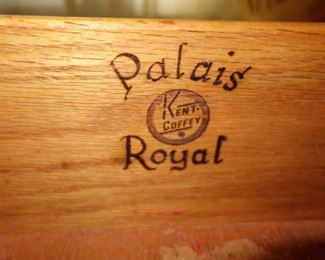 Palais
KENT-
COFFEY
Royal